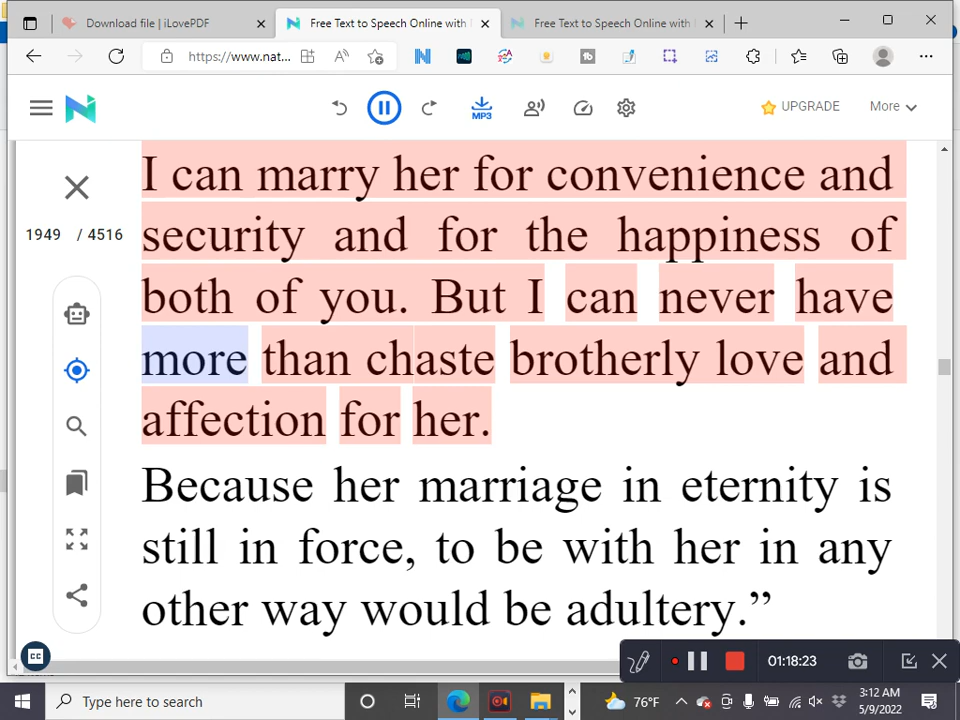 Download file | iLovePDF
Free Text to Speech Online with
Free Text to Speech Online with
https://www.nat...
UPGRADE
More
MP3
1949 / 4516
I can marry her for convenience and
security and for the happiness of
both of you. But I can never have
more than chaste brotherly love and
affection for her.
Because her marriage in eternity is
still in force, to be with her in any
other way would be adultery.”
CC
01:18:23
Type here to search
76°F
3:12 AM
5/9/2022